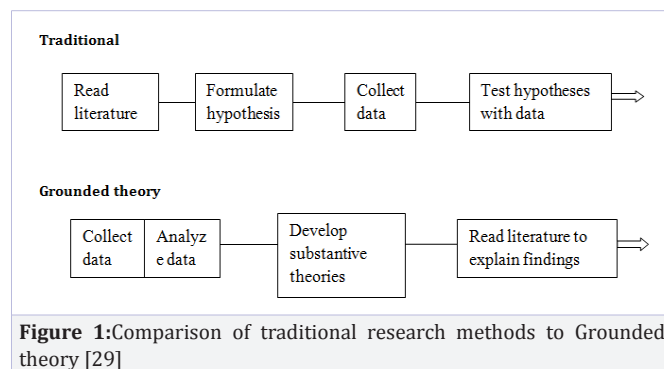 Traditional
Read
literature
Formulate
hypothesis
Collect
data
Test hypotheses
with data
Grounded theory
Collect
data
Analyz
e data
Develop
substantive
theories
Read literature to
explain findings
Figure 1:Comparison of traditional research methods to Grounded
theory [29]